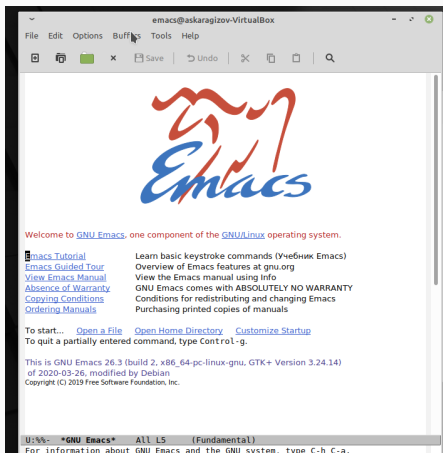 emacs@askaragizov-VirtualBox
File Edit Options Buffers Tools Help
Save Undo
Emacs
Welcome to GNU Emacs, one component of the GNU/Linux operating system.
Emacs Tutorial Learn basic keystroke commands (Учебник Emacs)
Emacs Guided Tour Overview of Emacs features at gnu.org
View Emacs Manual View the Emacs manual using Info
Absence of Warranty GNU Emacs comes with ABSOLUTELY NO WARRANTY
Copying Conditions Conditions for redistributing and changing Emacs
Ordering Manuals Purchasing printed copies of manuals
To start... Open a File Open Home Directory Customize Startup
To quit a partially entered command, type Control-g.
This is GNU Emacs 26.3 (build 2, x86_64-pc-linux-gnu, GTK+ Version 3.24.14)
of 2020-03-26, modified by Debian
Copyright (C) 2019 Free Software Foundation, Inc.
U:%%- *GNU Emacs* All L5 (Fundamental)
For information about GNU Emacs and the GNU system, type C-h C-a.